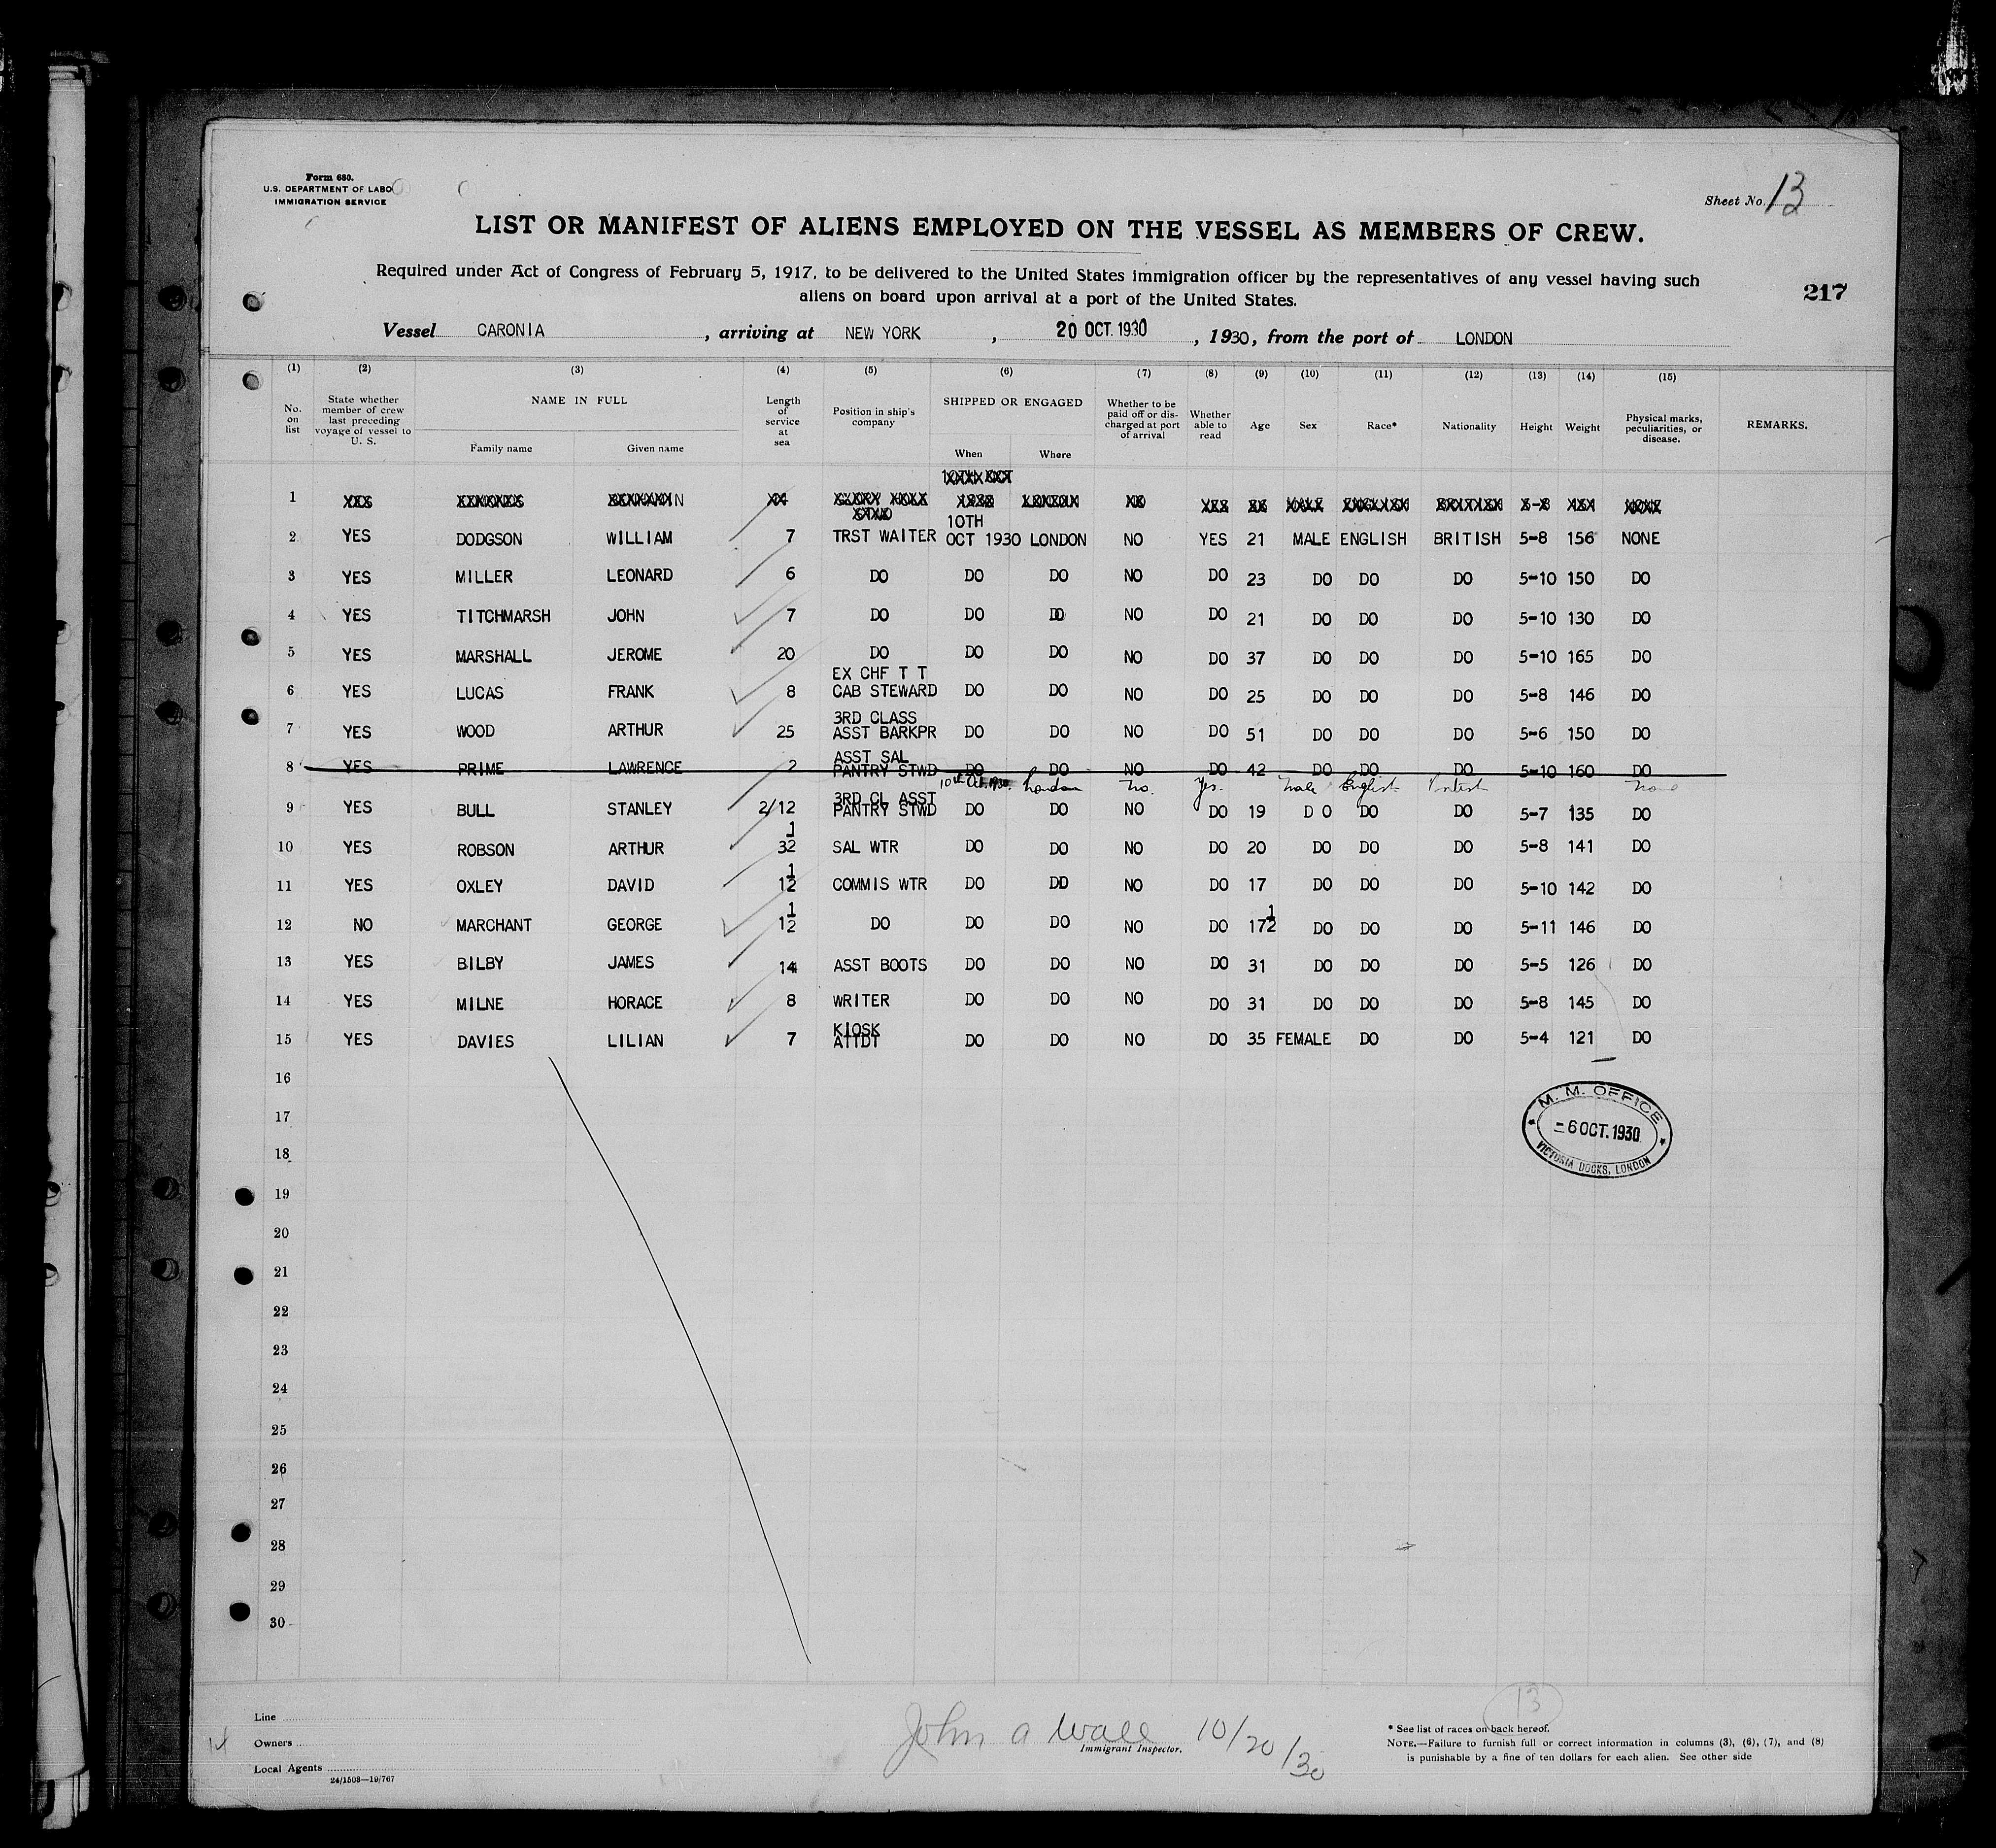 Form 680.
U.S. DEPARTMENT OF LABO
IMMIGRATION SERVICE
Sheet No. 13
LIST OR MANIFEST OF ALIENS EMPLOYED ON THE VESSEL AS MEMBERS OF CREW.
Required under Act of Congress of February 5, 1917, to be delivered to the United States immigration officer by the representatives of any vessel having such
aliens on board upon arrival at a port of the United States.
217
Vessel CARONIA, arriving at NEW YORK, 20 OCT. 1930, 1930, from the port of LONDON
(1) (2) (3) (4) (5) (6) (7) (8) (9) (10) (11) (12) (13) (14) (15)
No. on list
State whether member of crew last preceding voyage of vessel to U. S.
NAME IN FULL
Family name
Given name
Length of service at sea
Position in ship's company
SHIPPED OR ENGAGED
When
Where
Whether to be paid off or discharged at port of arrival
Whether able to read
Age
Sex
Race*
Nationality
Height
Weight
Physical marks, peculiarities, or disease.
REMARKS.
1
10TH
2 YES DODGSON WILLIAM 7 TRST WAITER OCT 1930 LONDON NO YES 21 MALE ENGLISH BRITISH 5-8 156 NONE
3 YES MILLER LEONARD 6 DO DO DO NO DO 23 DO DO DO 5-10 150 DO
4 YES TITCHMARSH JOHN 7 DO DO DO NO DO 21 DO DO DO 5-10 130 DO
5 YES MARSHALL JEROME 20 DO DO DO NO DO 37 DO DO DO 5-10 165 DO
EX CHF T T
6 YES LUCAS FRANK 8 CAB STEWARD DO DO NO DO 25 DO DO DO 5-8 146 DO
3RD CLASS
7 YES WOOD ARTHUR 25 ASST BARKPR DO DO NO DO 51 DO DO DO 5-6 150 DO
ASST SAL
8 YES PRIME LAWRENCE 2 PANTRY STWD DO DO NO DO 42 DO DO DO 5-10 160 DO
10th Oct. 1930. London No. Yes. Male English British None
3RD CL ASST
9 YES BULL STANLEY 2/12 PANTRY STWD DO DO NO DO 19 D O DO DO 5-7 135 DO
1
10 YES ROBSON ARTHUR 32 SAL WTR DO DO NO DO 20 DO DO DO 5-8 141 DO
1
11 YES OXLEY DAVID 12 COMMIS WTR DO DO NO DO 17 DO DO DO 5-10 142 DO
1 1
12 NO MARCHANT GEORGE 12 DO DO DO NO DO 172 DO DO DO 5-11 146 DO
13 YES BILBY JAMES 14 ASST BOOTS DO DO NO DO 31 DO DO DO 5-5 126 DO
14 YES MILNE HORACE 8 WRITER DO DO NO DO 31 DO DO DO 5-8 145 DO
KIOSK
15 YES DAVIES LILIAN 7 ATTDT DO DO NO DO 35 FEMALE DO DO 5-4 121 DO
16
17
18
19
20
21
22
23
24
25
26
27
28
29
30
M. M. OFFICE
-6 OCT. 1930
VICTORIA DOCKS, LONDON
13
Line
Owners
Local Agents
24/1503—19/767
John A Wall 10/20/30
Immigrant Inspector.
* See list of races on back hereof.
NOTE.—Failure to furnish full or correct information in columns (3), (6), (7), and (8)
is punishable by a fine of ten dollars for each alien. See other side